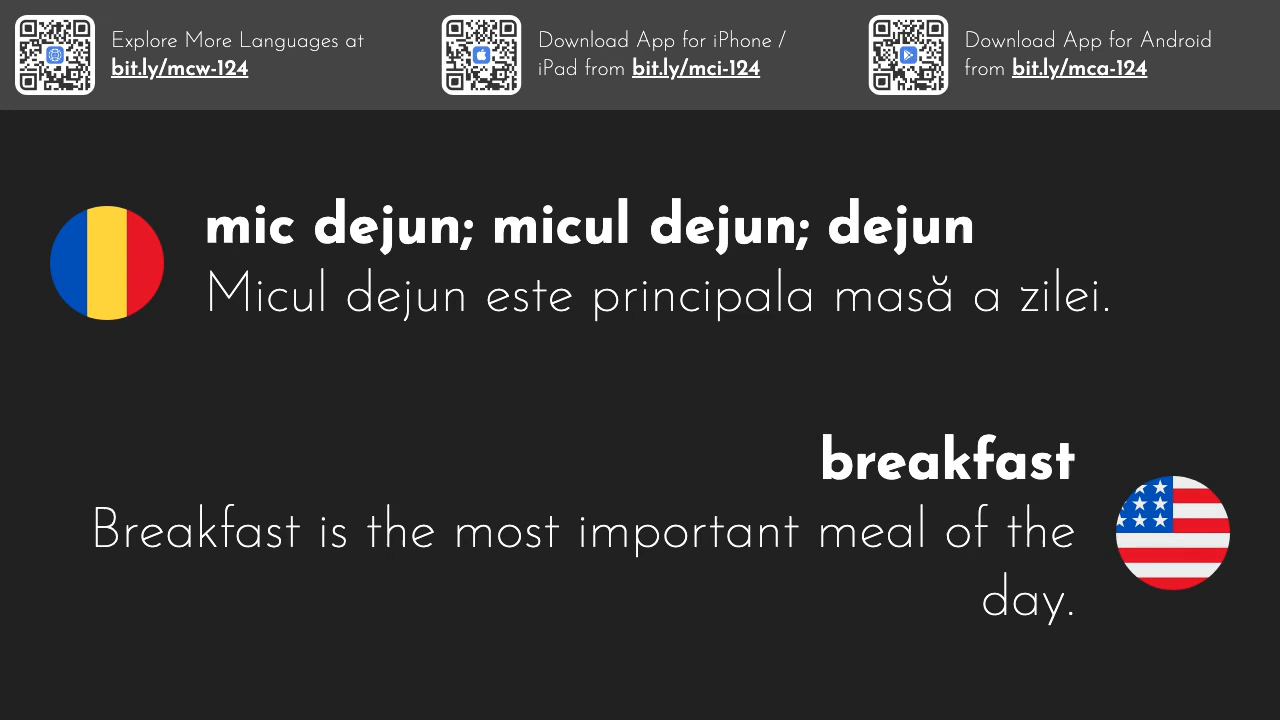 Explore More Languages at
bit.ly/mcw-124
Download App for iPhone /
iPad from bit.ly/mci-124
Download App for Android
from bit.ly/mca-124
mic dejun; micul dejun; dejun
Micul dejun este principala masă a zilei.
breakfast
Breakfast is the most important meal of the
day.